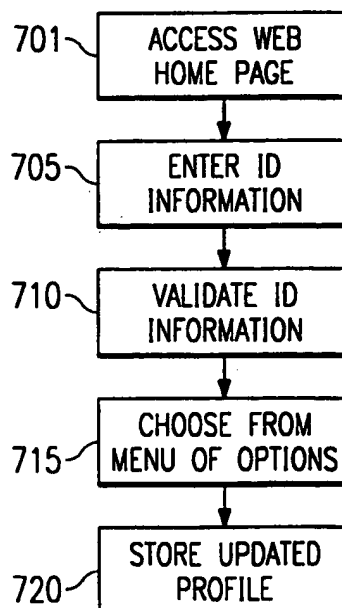 701
ACCESS WEB
HOME PAGE
705
ENTER ID
INFORMATION
710
VALIDATE ID
INFORMATION
715
CHOOSE FROM
MENU OF OPTIONS
720
STORE UPDATED
PROFILE